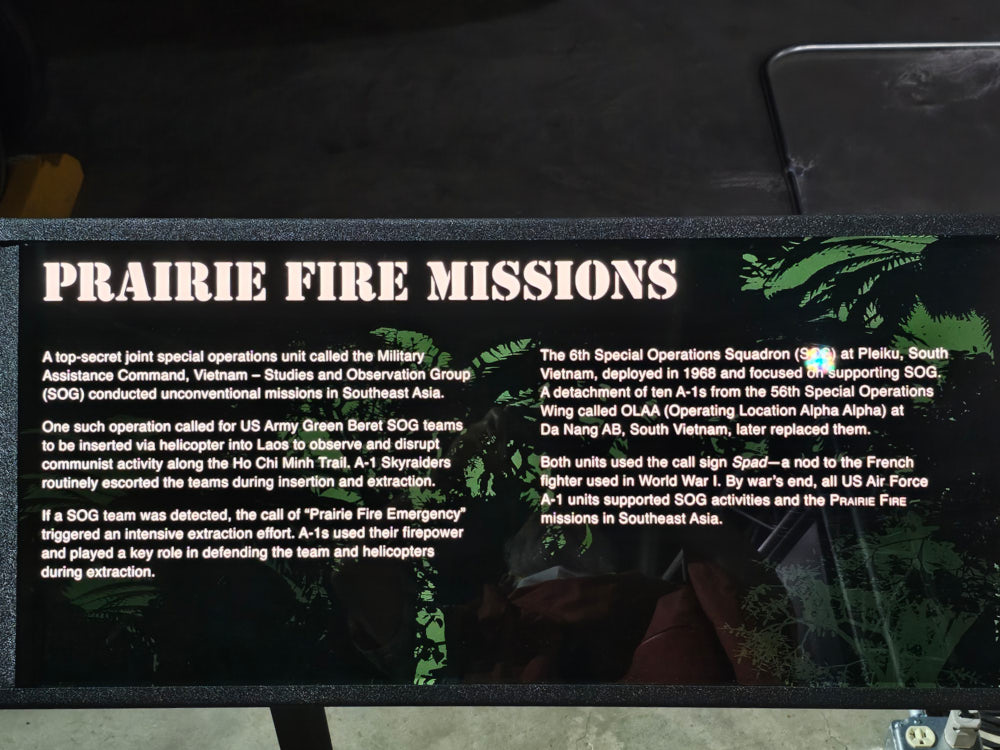 PRAIRIE FIRE MISSIONS
A top-secret joint special operations unit called the Military
Assistance Command, Vietnam – Studies and Observation Group
(SOG) conducted unconventional missions in Southeast Asia.
One such operation called for US Army Green Beret SOG teams
to be inserted via helicopter into Laos to observe and disrupt
communist activity along the Ho Chi Minh Trail. A-1 Skyraiders
routinely escorted the teams during insertion and extraction.
If a SOG team was detected, the call of "Prairie Fire Emergency"
triggered an intensive extraction effort. A-1s used their firepower
and played a key role in defending the team and helicopters
during extraction.
The 6th Special Operations Squadron (SOS) at Pleiku, South
Vietnam, deployed in 1968 and focused on supporting SOG.
A detachment of ten A-1s from the 56th Special Operations
Wing called OLAA (Operating Location Alpha Alpha) at
Da Nang AB, South Vietnam, later replaced them.
Both units used the call sign Spad—a nod to the French
fighter used in World War I. By war's end, all US Air Force
A-1 units supported SOG activities and the PRAIRIE FIRE
missions in Southeast Asia.